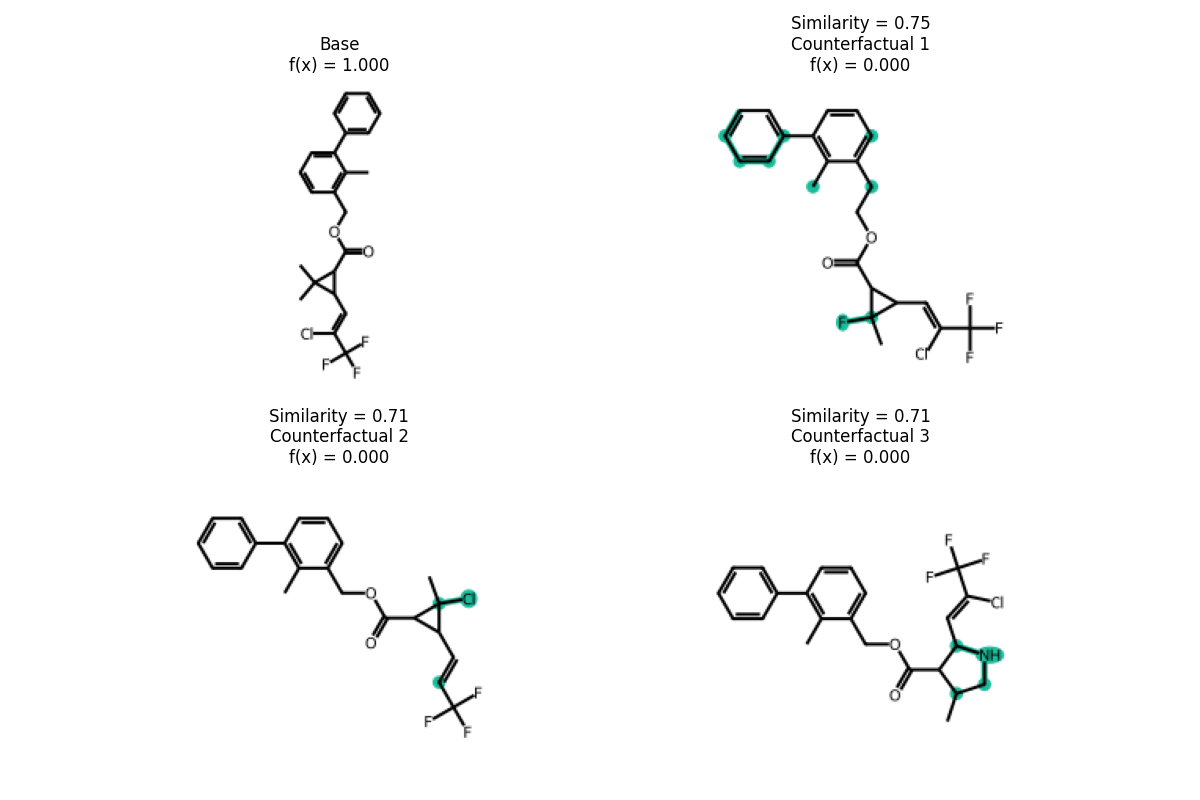 Base
f(x) = 1.000
O
O
Cl
F
F
F
Similarity = 0.75
Counterfactual 1
f(x) = 0.000
O
O
F
F
F
Cl
F
Similarity = 0.71
Counterfactual 2
f(x) = 0.000
O
Cl
O
F
F
F
Similarity = 0.71
Counterfactual 3
f(x) = 0.000
F
F
F
Cl
O
NH
O